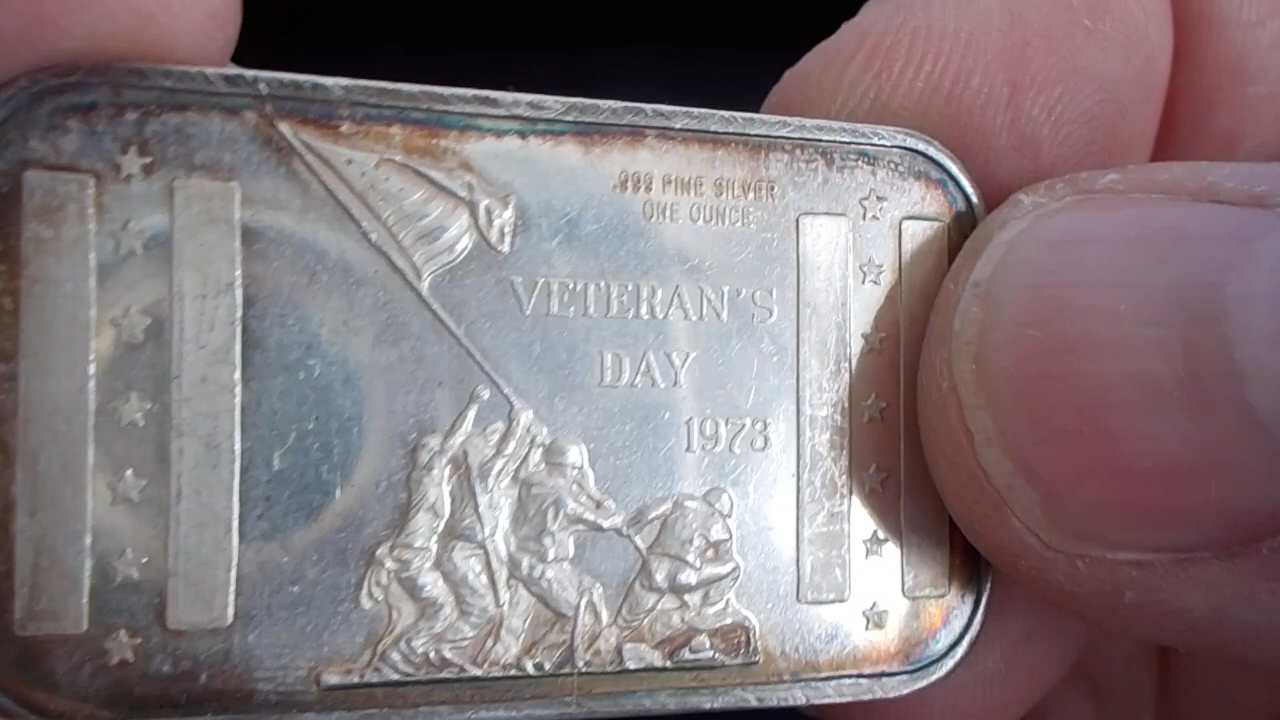 .999 FINE SILVER
ONE OUNCE
VETERAN'S
DAY
1973